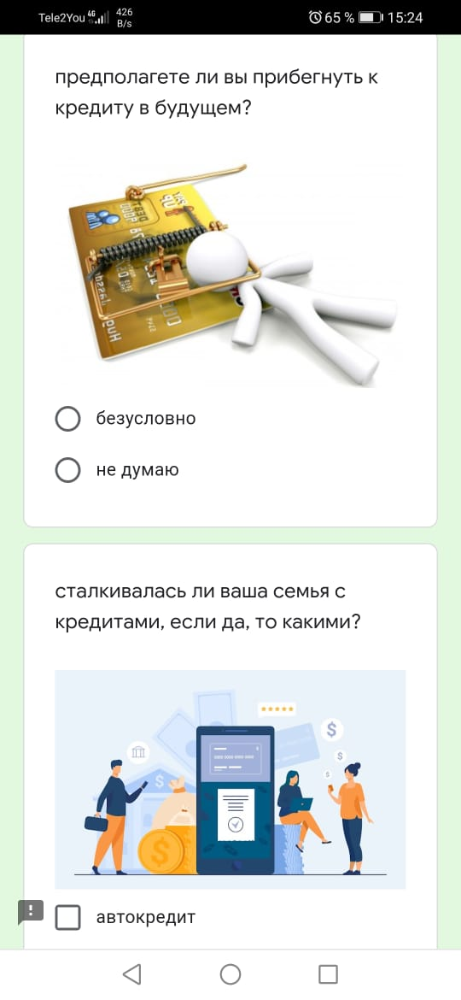 Tele2You 4G 426 B/s 65 % 15:24
предполагете ли вы прибегнуть к
кредиту в будущем?
безусловно
не думаю
сталкивалась ли ваша семья с
кредитами, если да, то какими?
$
$
$
$
$
автокредит